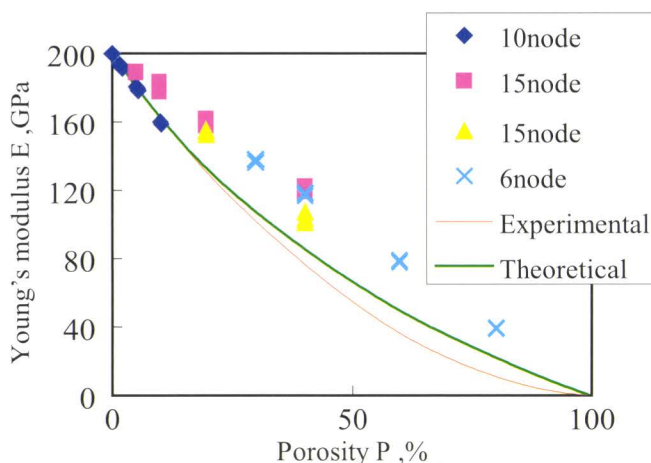 10node
15node
15node
6node
Experimental
Theoretical
Young's modulus E ,GPa
200
160
120
80
40
0
0
50
100
Porosity P ,%